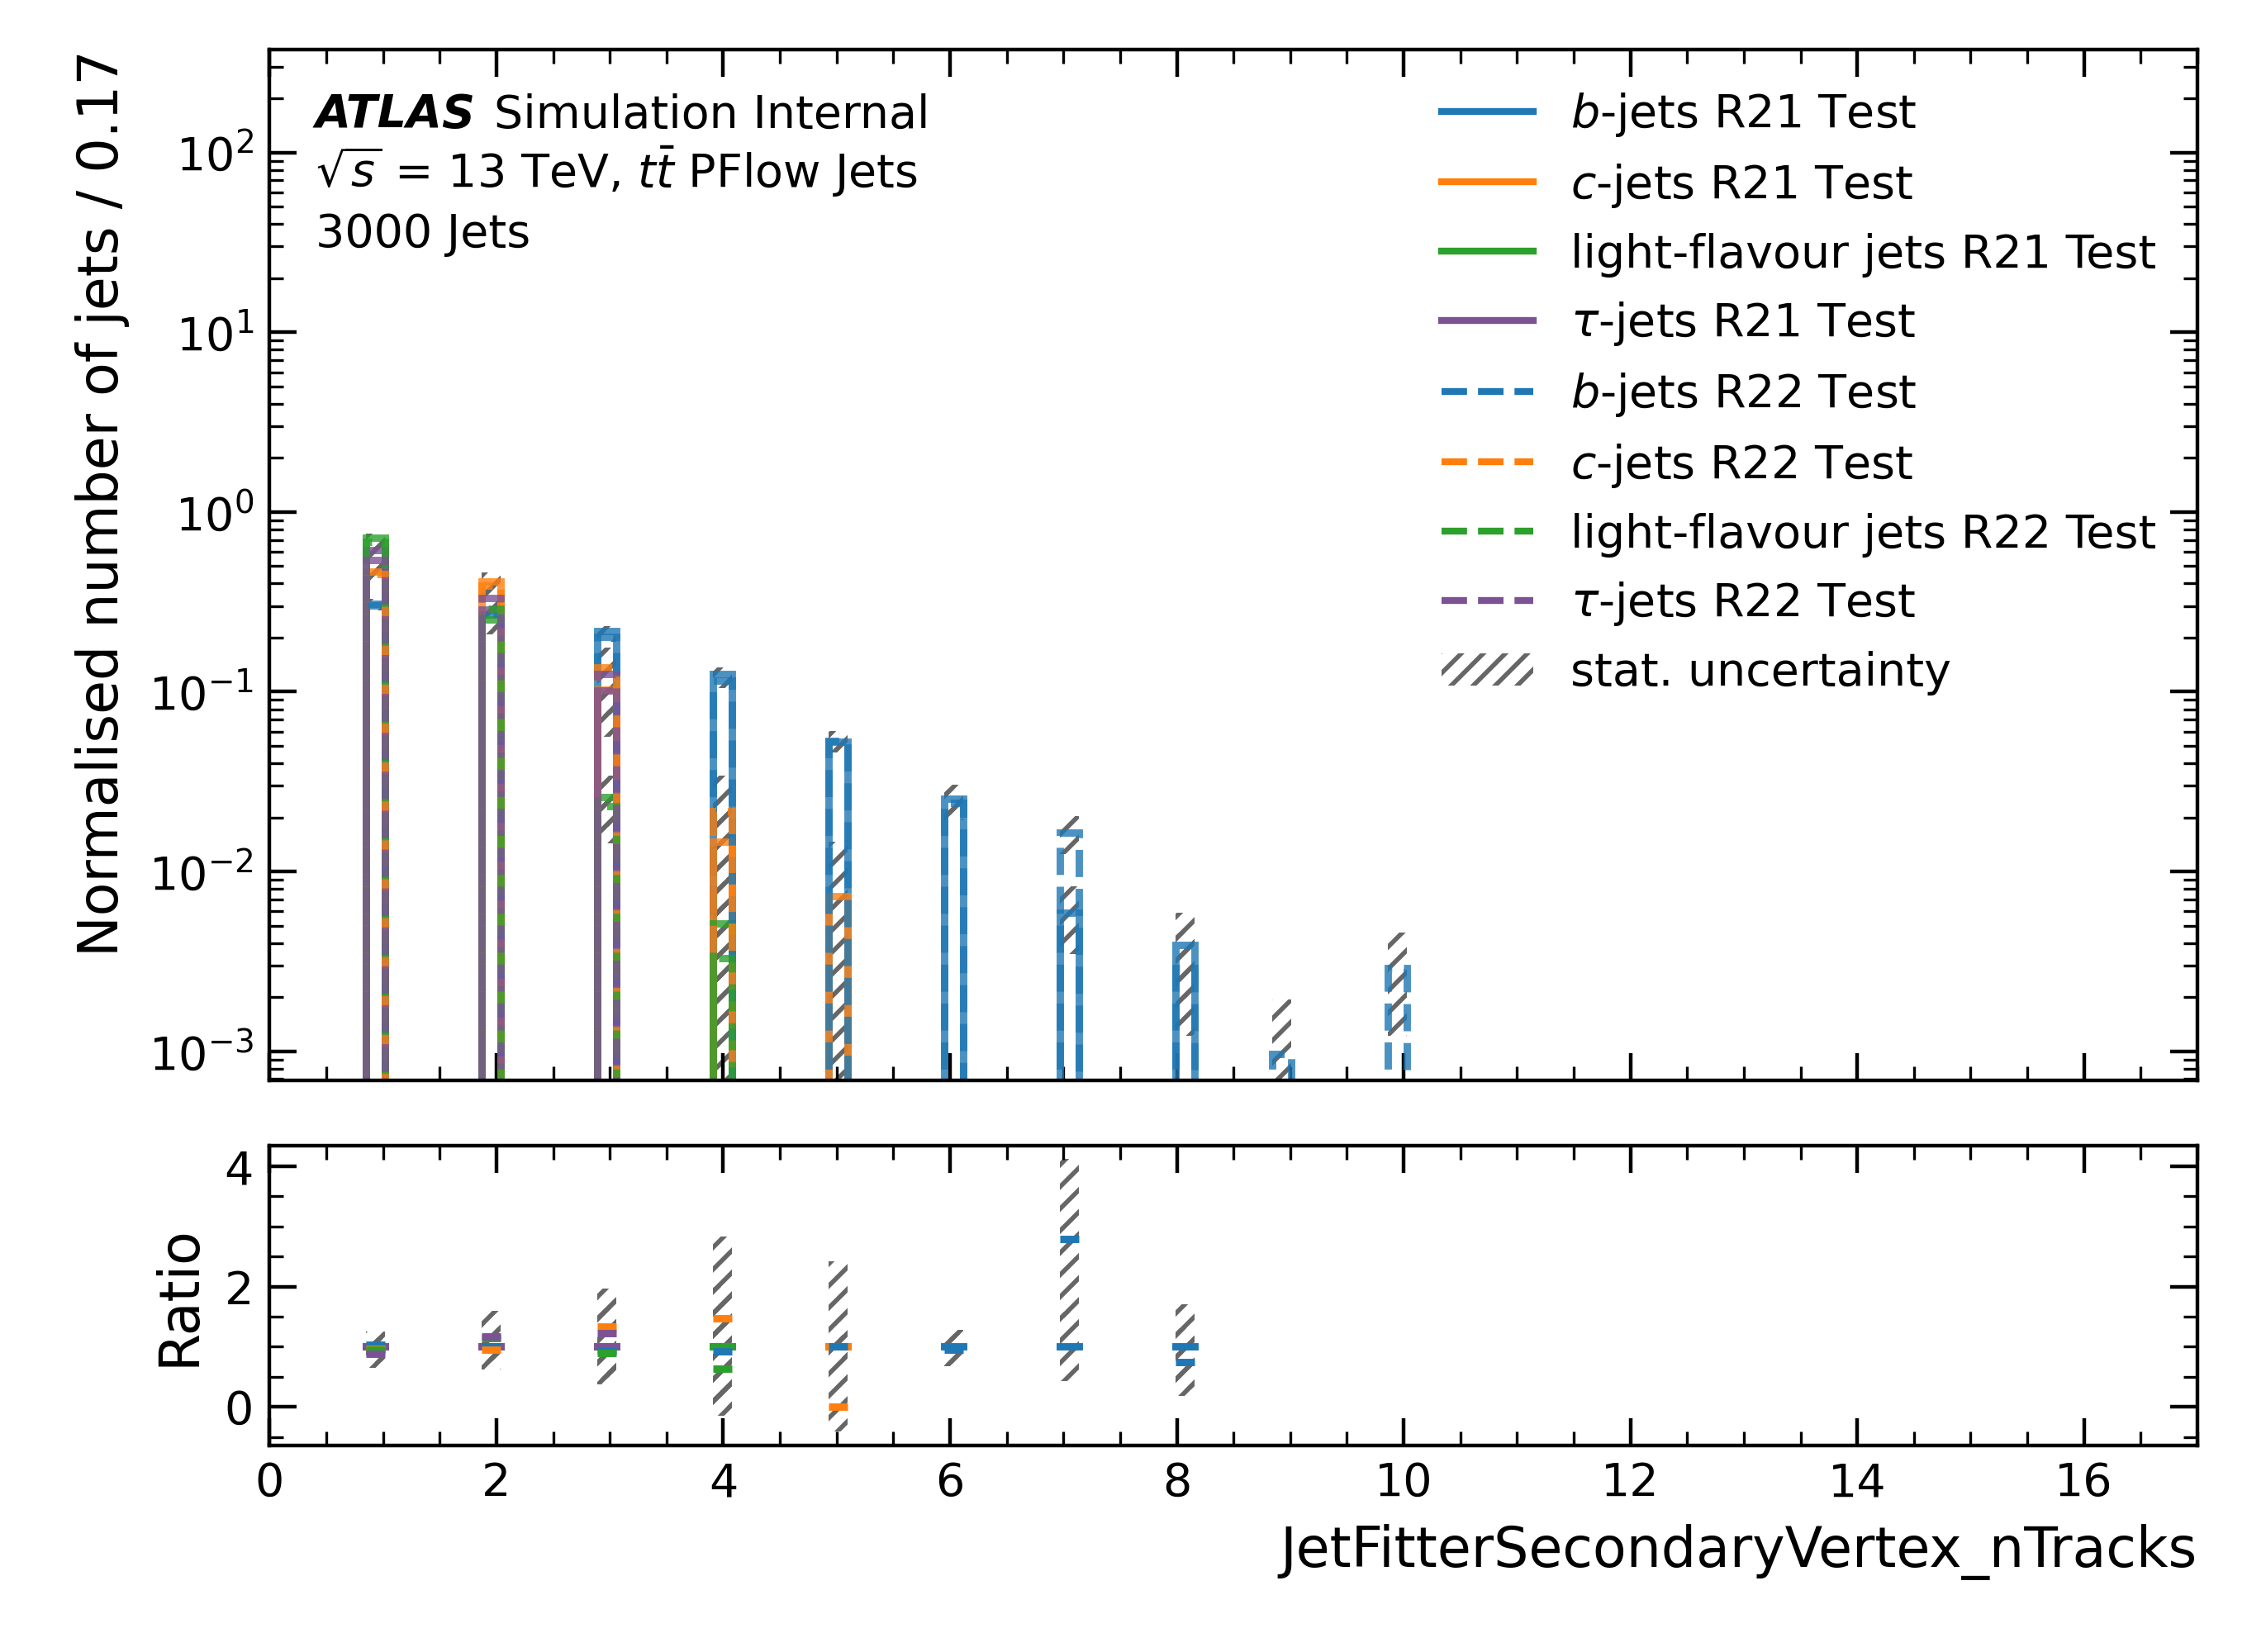 Normalised number of jets / 0.17
10²
10¹
10⁰
10⁻¹
10⁻²
10⁻³
ATLAS Simulation Internal
√s = 13 TeV, tt̄ PFlow Jets
3000 Jets
b-jets R21 Test
c-jets R21 Test
light-flavour jets R21 Test
τ-jets R21 Test
b-jets R22 Test
c-jets R22 Test
light-flavour jets R22 Test
τ-jets R22 Test
stat. uncertainty
Ratio
4
2
0
0 2 4 6 8 10 12 14 16
JetFitterSecondaryVertex_nTracks